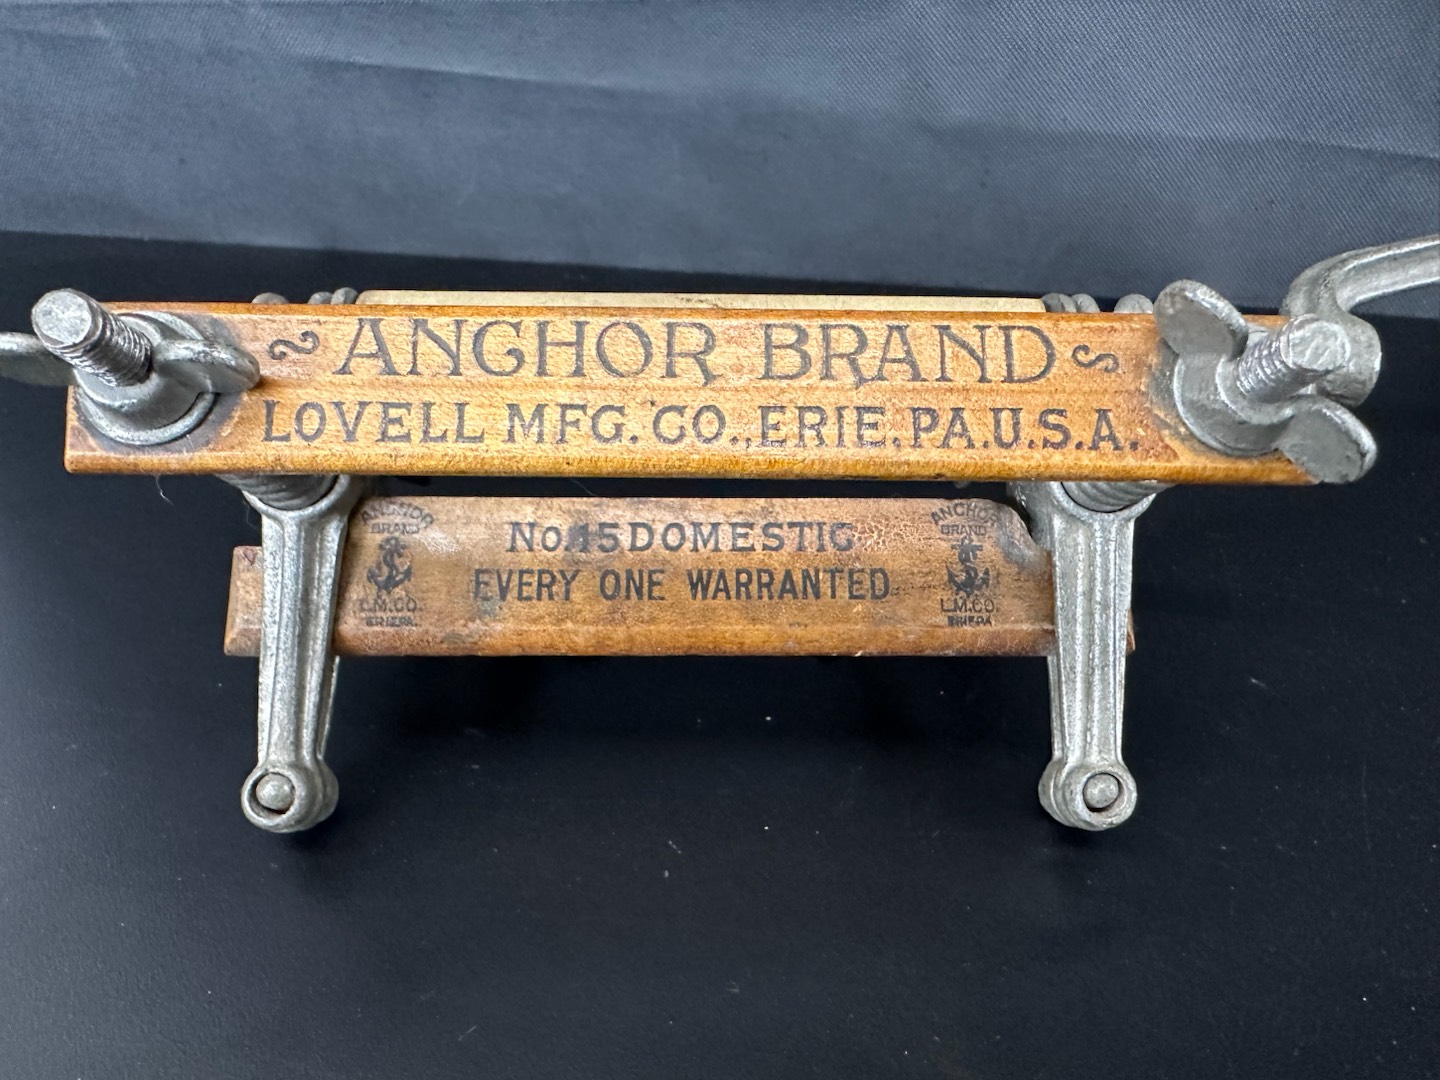 ANCHOR BRAND
LOVELL MFG. CO., ERIE, PA. U.S.A.
ANCHOR
BRAND
L.M.CO.
ERIE PA.
No. 15 DOMESTIC
EVERY ONE WARRANTED
ANCHOR
BRAND
L.M.CO.
ERIE PA